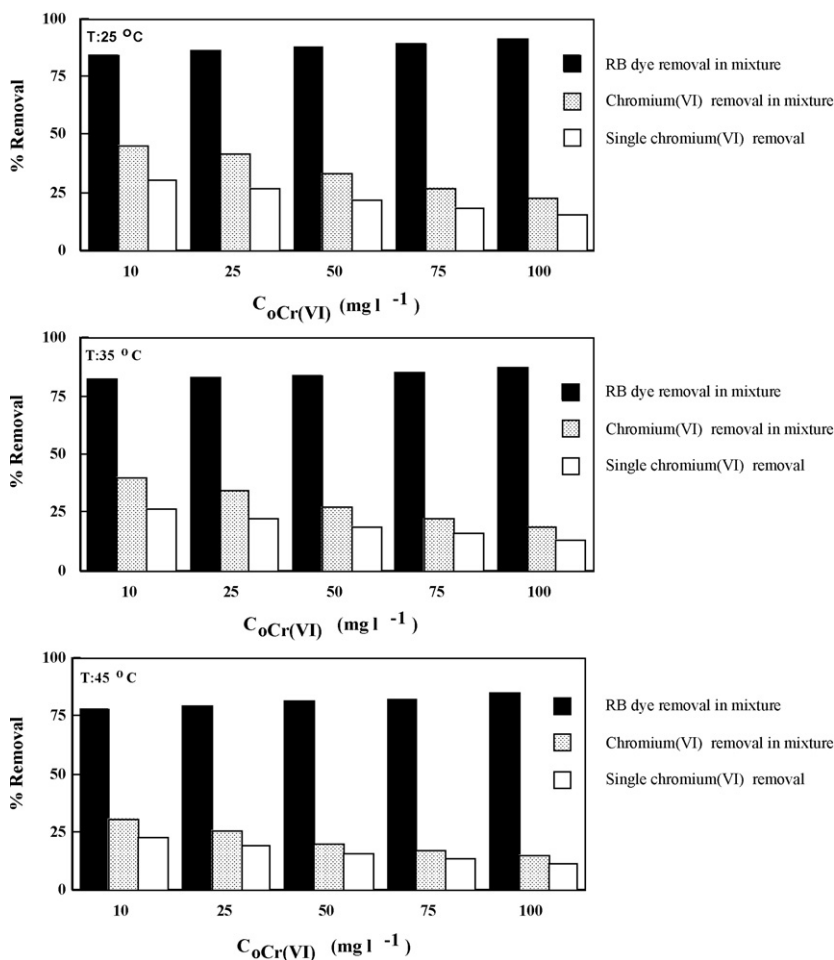 100
T:25 °C
75
50
25
0
% Removal
RB dye removal in mixture
Chromium(VI) removal in mixture
Single chromium(VI) removal
10 25 50 75 100
CoCr(VI) (mg l -1)
100
T:35 °C
75
50
25
0
% Removal
RB dye removal in mixture
Chromium(VI) removal in mixture
Single chromium(VI) removal
10 25 50 75 100
CoCr(VI) (mg l -1)
100
T:45 °C
75
50
25
0
% Removal
RB dye removal in mixture
Chromium(VI) removal in mixture
Single chromium(VI) removal
10 25 50 75 100
CoCr(VI) (mg l -1)